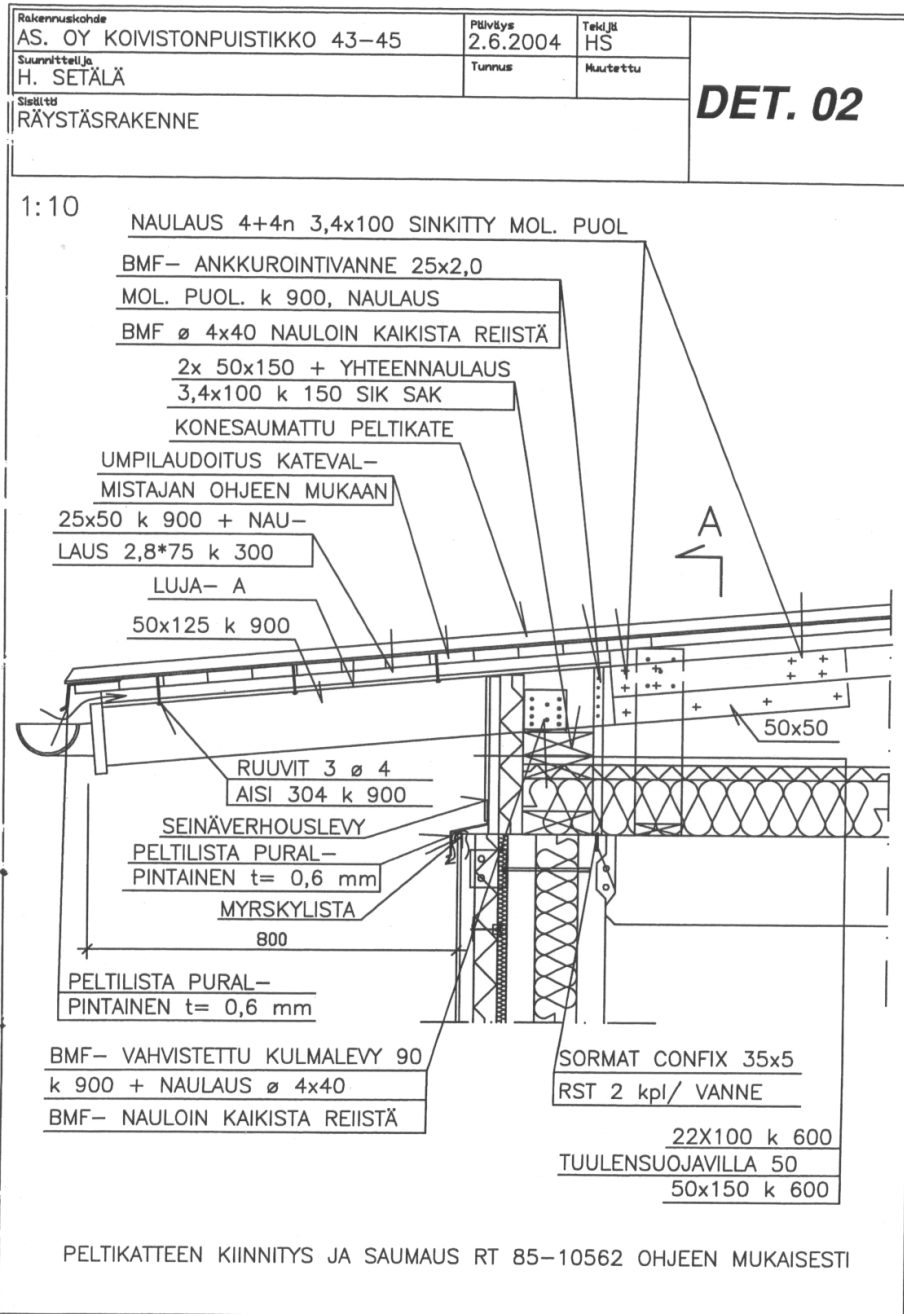 Rakennuskohde
AS. OY KOIVISTONPUISTIKKO 43-45
Päiväys
2.6.2004
Tekijä
HS
Suunnittelija
H. SETÄLÄ
Tunnus
Muutettu
DET. 02
Sisältö
RÄYSTÄSRAKENNE
1:10
NAULAUS 4+4n 3,4x100 SINKITTY MOL. PUOL
BMF- ANKKUROINTIVANNE 25x2,0
MOL. PUOL. k 900, NAULAUS
BMF ø 4x40 NAULOIN KAIKISTA REIISTÄ
2x 50x150 + YHTEENNAULAUS
3,4x100 k 150 SIK SAK
KONESAUMATTU PELTIKATE
UMPILAUDOITUS KATEVAL-
MISTAJAN OHJEEN MUKAAN
25x50 k 900 + NAU-
LAUS 2,8*75 k 300
LUJA- A
50x125 k 900
A
50x50
RUUVIT 3 ø 4
AISI 304 k 900
SEINÄVERHOUSLEVY
PELTILISTA PURAL-
PINTAINEN t= 0,6 mm
MYRSKYLISTA
800
PELTILISTA PURAL-
PINTAINEN t= 0,6 mm
BMF- VAHVISTETTU KULMALEVY 90
k 900 + NAULAUS ø 4x40
BMF- NAULOIN KAIKISTA REIISTÄ
SORMAT CONFIX 35x5
RST 2 kpl/ VANNE
22X100 k 600
TUULENSUOJAVILLA 50
50x150 k 600
PELTIKATTEEN KIINNITYS JA SAUMAUS RT 85-10562 OHJEEN MUKAISESTI